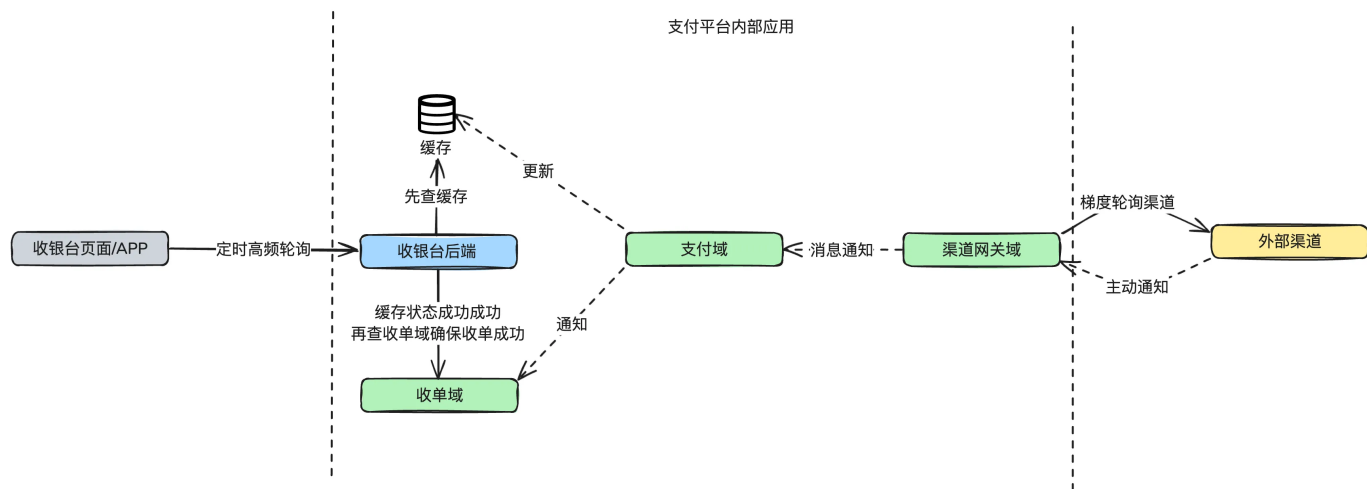 支付平台内部应用
缓存
先查缓存
更新
梯度轮询渠道
收银台页面/APP
定时高频轮询
收银台后端
支付域
消息通知
渠道网关域
外部渠道
主动通知
缓存状态成功成功
再查收单域确保收单成功
通知
收单域